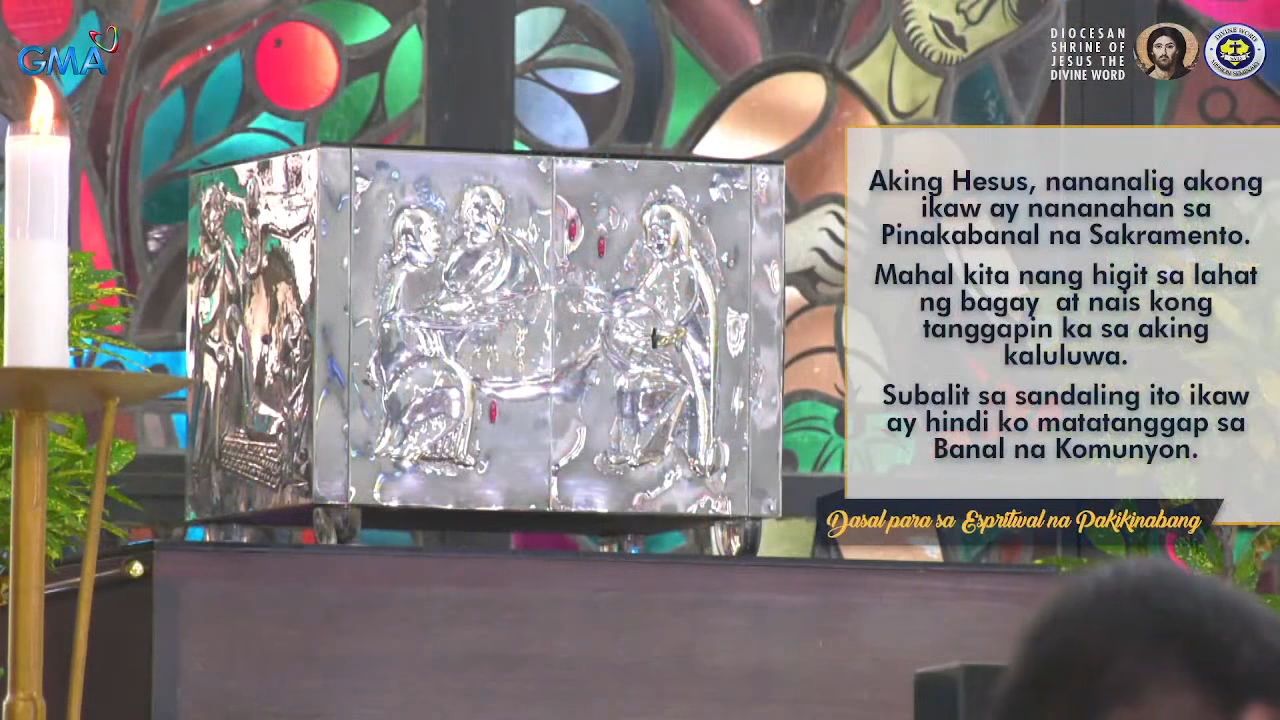 GMA
DIOCESAN
SHRINE OF
JESUS THE
DIVINE WORD
DIVINE WORD
Aking Hesus, nananalig akong
ikaw ay nananahan sa
Pinakabanal na Sakramento.
Mahal kita nang higit sa lahat
ng bagay at nais kong
tanggapin ka sa aking
kaluluwa.
Subalit sa sandaling ito ikaw
ay hindi ko matatanggap sa
Banal na Komunyon.
Dasal para sa Espritwal na Pakikinabang